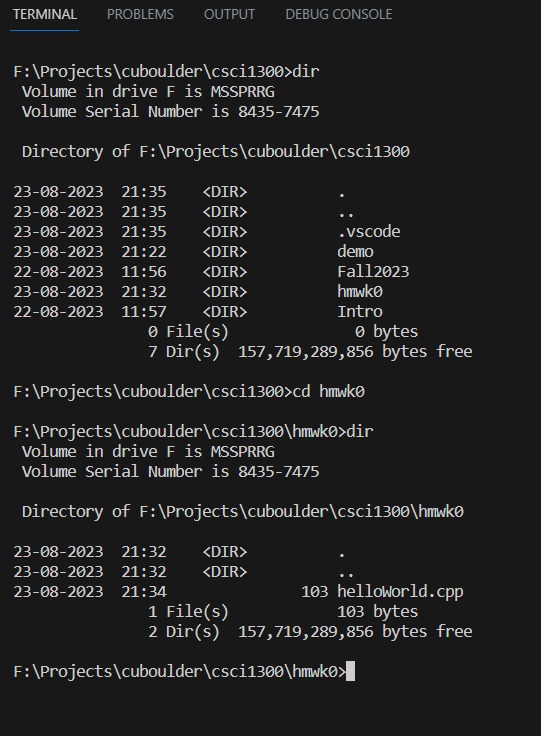 TERMINAL PROBLEMS OUTPUT DEBUG CONSOLE
F:\Projects\cuboulder\csci1300>dir
 Volume in drive F is MSSPRRG
 Volume Serial Number is 8435-7475

 Directory of F:\Projects\cuboulder\csci1300

23-08-2023  21:35    <DIR>          .
23-08-2023  21:35    <DIR>          ..
23-08-2023  21:35    <DIR>          .vscode
23-08-2023  21:22    <DIR>          demo
22-08-2023  11:56    <DIR>          Fall2023
23-08-2023  21:32    <DIR>          hmwk0
22-08-2023  11:57    <DIR>          Intro
               0 File(s)              0 bytes
               7 Dir(s)  157,719,289,856 bytes free

F:\Projects\cuboulder\csci1300>cd hmwk0

F:\Projects\cuboulder\csci1300\hmwk0>dir
 Volume in drive F is MSSPRRG
 Volume Serial Number is 8435-7475

 Directory of F:\Projects\cuboulder\csci1300\hmwk0

23-08-2023  21:32    <DIR>          .
23-08-2023  21:32    <DIR>          ..
23-08-2023  21:34               103 helloWorld.cpp
               1 File(s)            103 bytes
               2 Dir(s)  157,719,289,856 bytes free

F:\Projects\cuboulder\csci1300\hmwk0>